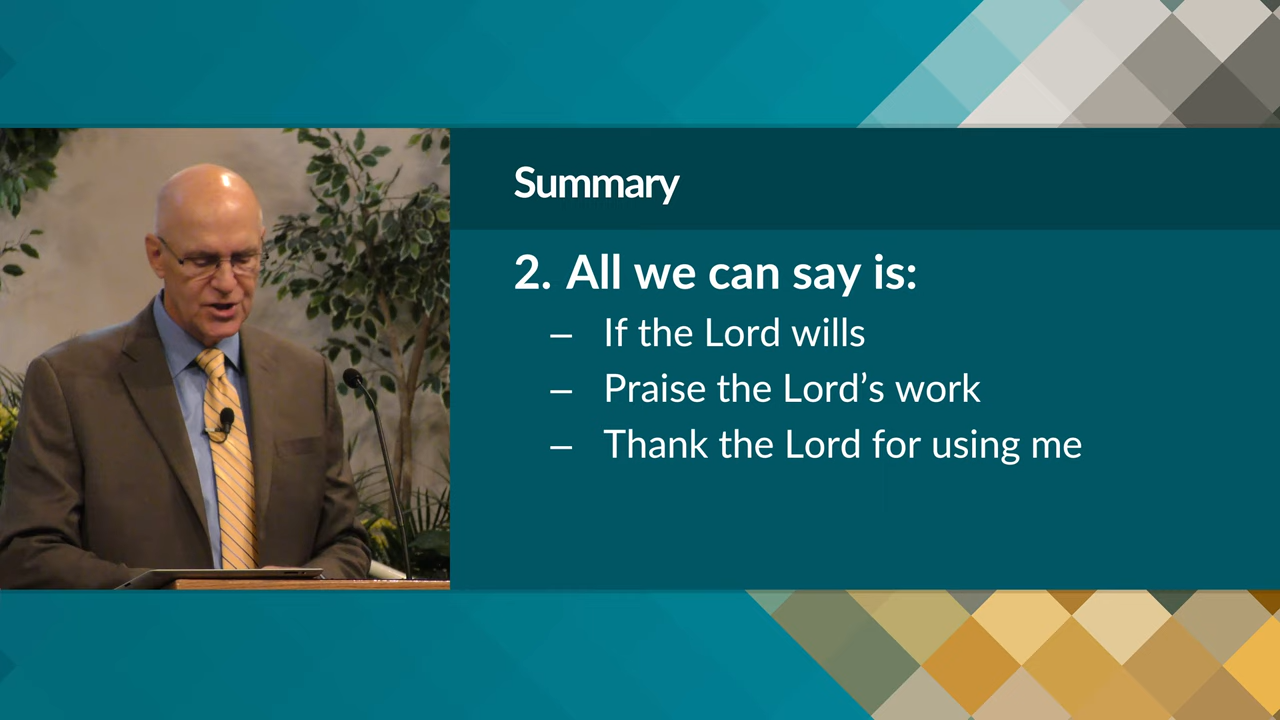 Summary
2. All we can say is:
– If the Lord wills
– Praise the Lord’s work
– Thank the Lord for using me